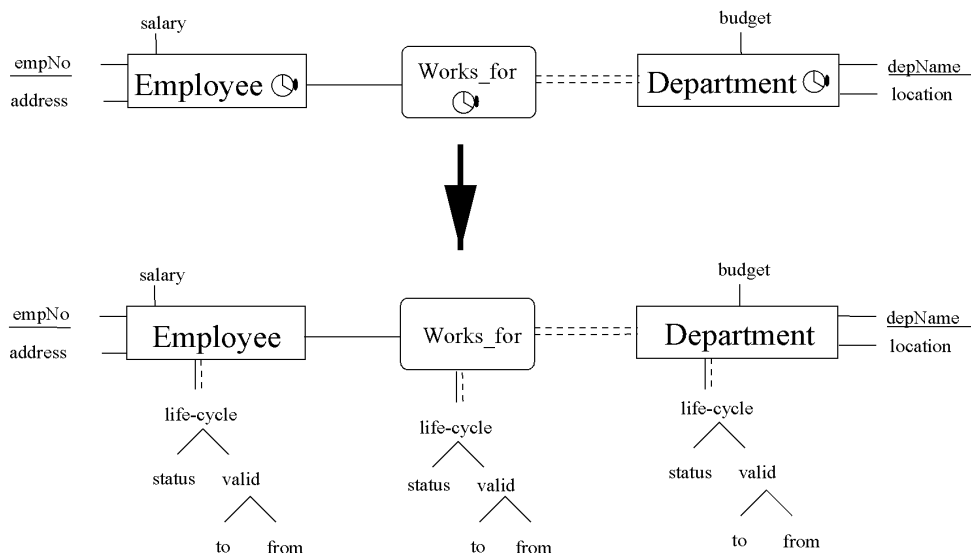 salary
budget
empNo
Employee
Works_for
Department
depName
address
location
salary
budget
empNo
Employee
Works_for
Department
depName
address
location
life-cycle
life-cycle
life-cycle
status valid
status valid
status valid
to from
to from
to from